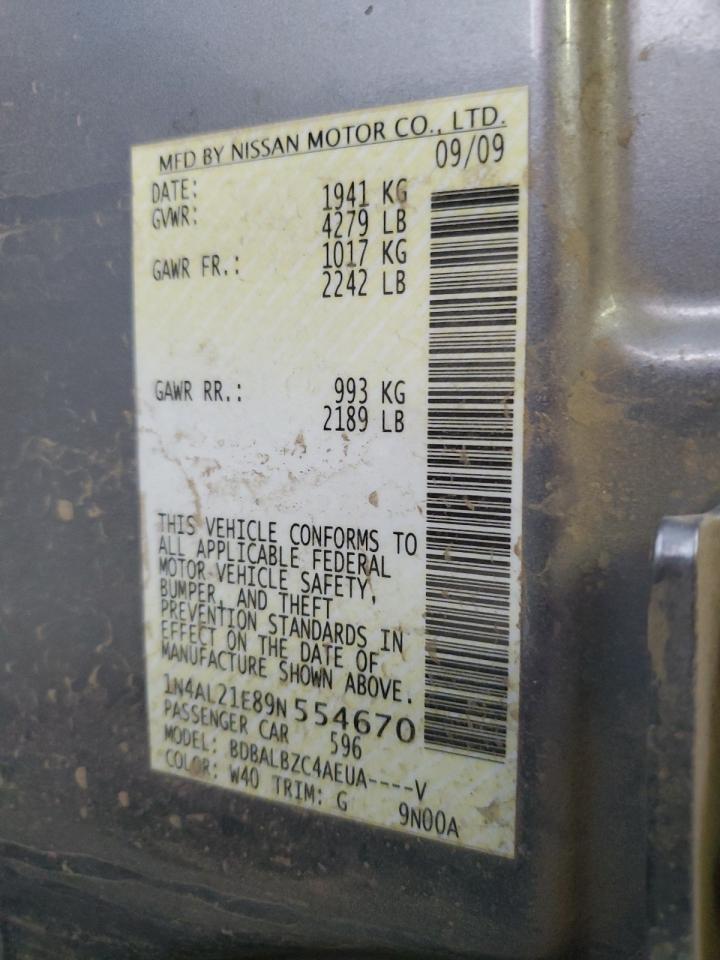 MFD BY NISSAN MOTOR CO., LTD.
DATE: 09/09
GVWR: 1941 KG
4279 LB
GAWR FR.: 1017 KG
2242 LB
GAWR RR.: 993 KG
2189 LB
THIS VEHICLE CONFORMS TO
ALL APPLICABLE FEDERAL
MOTOR VEHICLE SAFETY,
BUMPER, AND THEFT
PREVENTION STANDARDS IN
EFFECT ON THE DATE OF
MANUFACTURE SHOWN ABOVE.
1N4AL21E89N 554670
PASSENGER CAR 596
MODEL: BDBALBZC4AEUA----V
COLOR: W40 TRIM: G 9N00A